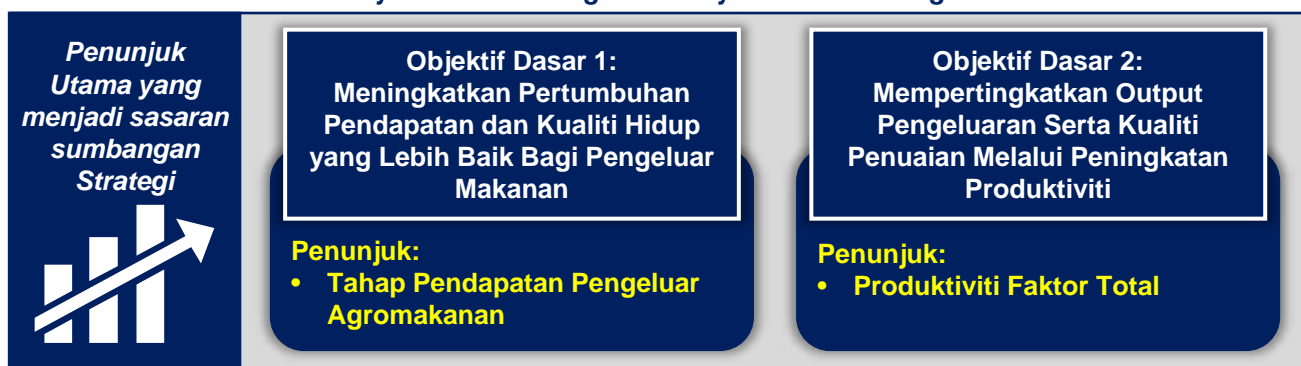 Penunjuk
Utama yang
menjadi sasaran
sumbangan
Strategi
Objektif Dasar 1:
Meningkatkan Pertumbuhan
Pendapatan dan Kualiti Hidup
yang Lebih Baik Bagi Pengeluar
Makanan
Penunjuk:
• Tahap Pendapatan Pengeluar
Agromakanan
Objektif Dasar 2:
Mempertingkatkan Output
Pengeluaran Serta Kualiti
Penuaian Melalui Peningkatan
Produktiviti
Penunjuk:
• Produktiviti Faktor Total